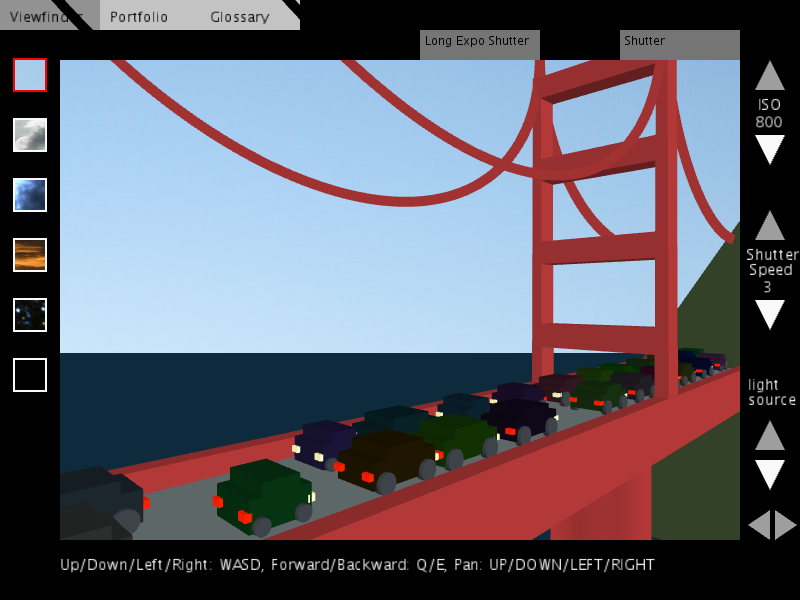 Viewfinder Portfolio Glossary
Long Expo Shutter Shutter
ISO
800
Shutter
Speed
3
light
source
Up/Down/Left/Right: WASD, Forward/Backward: Q/E, Pan: UP/DOWN/LEFT/RIGHT